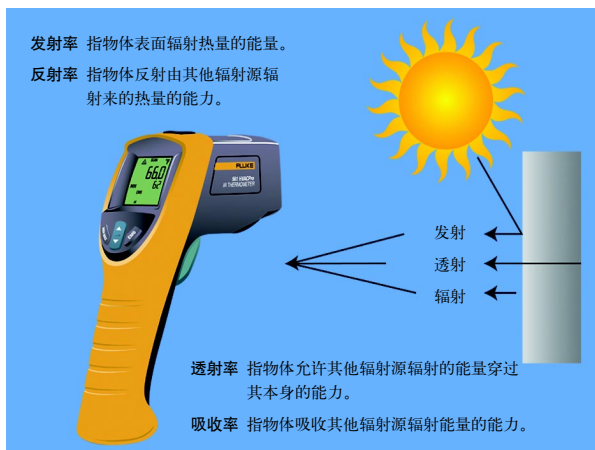 发射率 指物体表面辐射热量的能量。
反射率 指物体反射由其他辐射源辐
射来的热量的能力。
FLUKE
66.0
62
发射
透射
辐射
透射率 指物体允许其他辐射源辐射的能量穿过
其本身的能力。
吸收率 指物体吸收其他辐射源辐射能量的能力。